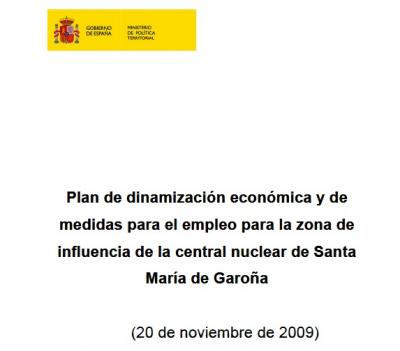 GOBIERNO
DE ESPAÑA
MINISTERIO
DE POLÍTICA
TERRITORIAL
Plan de dinamización económica y de
medidas para el empleo para la zona de
influencia de la central nuclear de Santa
María de Garoña
(20 de noviembre de 2009)